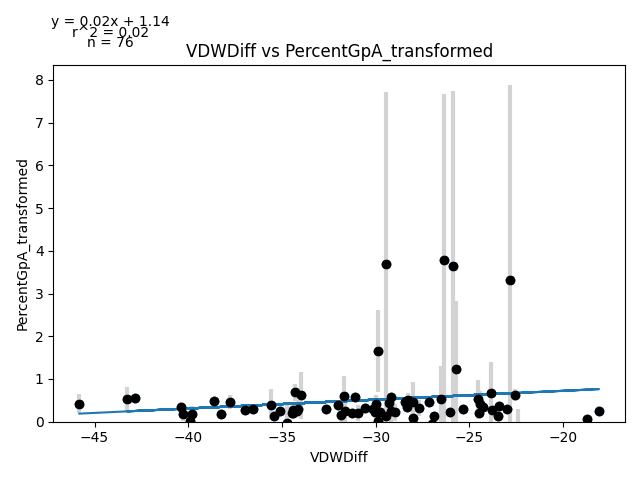 y = 0.02x + 1.14
r^2 = 0.02
n = 76
VDWDiff vs PercentGpA_transformed
PercentGpA_transformed
8
7
6
5
4
3
2
1
0
−45
−40
−35
−30
−25
−20
VDWDiff